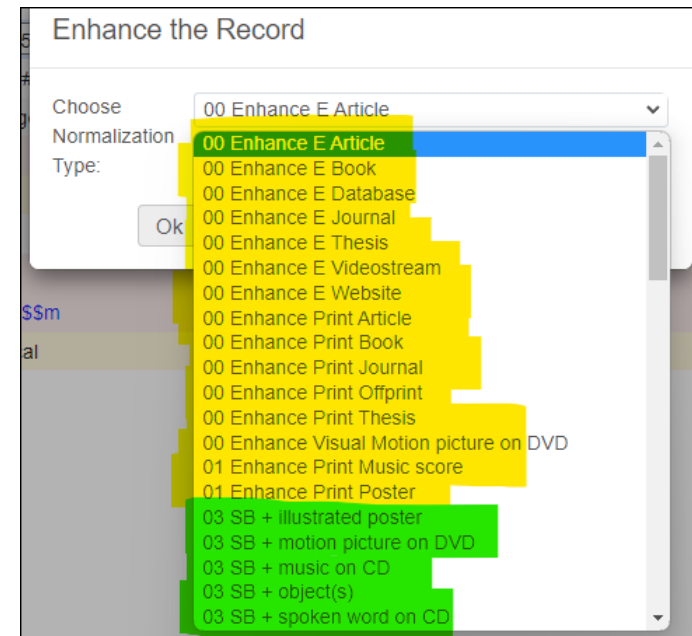 Enhance the Record
5
#
Choose
Normalization
Type:
00 Enhance E Article
00 Enhance E Article
00 Enhance E Book
00 Enhance E Database
00 Enhance E Journal
00 Enhance E Thesis
00 Enhance E Videostream
00 Enhance E Website
00 Enhance Print Article
00 Enhance Print Book
00 Enhance Print Journal
00 Enhance Print Offprint
00 Enhance Print Thesis
00 Enhance Visual Motion picture on DVD
01 Enhance Print Music score
01 Enhance Print Poster
03 SB + illustrated poster
03 SB + motion picture on DVD
03 SB + music on CD
03 SB + object(s)
03 SB + spoken word on CD
Ok
$$m
al